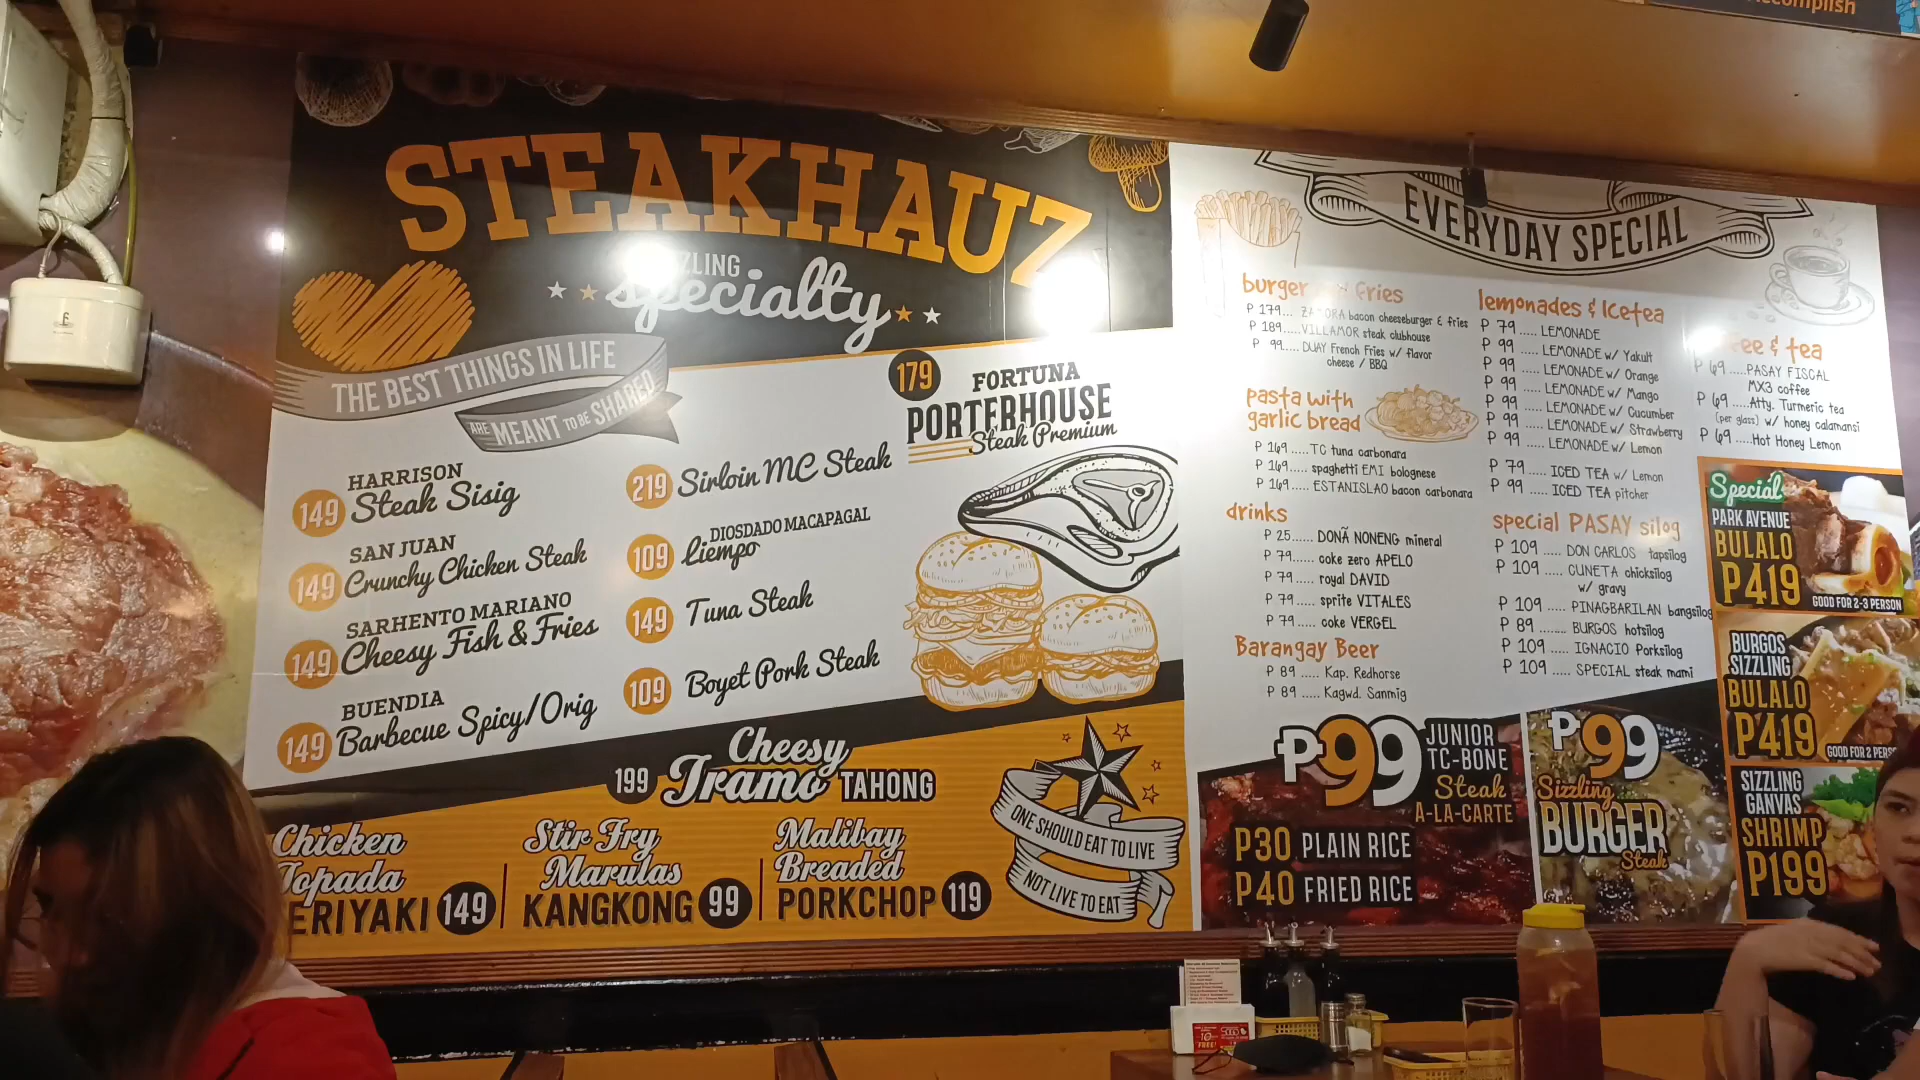 STEAKHAUZ
specialty
THE BEST THINGS IN LIFE
ARE MEANT TO BE SHARED
179 FORTUNA
PORTERHOUSE
Steak Premium
HARRISON
149 Steak Sisig
SAN JUAN
149 Crunchy Chicken Steak
SARHENTO MARIANO
149 Cheesy Fish & Fries
BUENDIA
149 Barbecue Spicy/Orig
219 Sirloin MC Steak
DIOSDADO MACAPAGAL
109 Liempo
149 Tuna Steak
109 Boyet Pork Steak
Cheesy
199 Tramo TAHONG
Chicken
Topada
ERIYAKI 149
Stir Fry
Marulas
KANGKONG 99
Malibay
Breaded
PORKCHOP 119
ONE SHOULD EAT TO LIVE
NOT LIVE TO EAT
EVERYDAY SPECIAL
burger fries
P 179... bacon cheeseburger & fries
P 189.....VILLAMOR steak clubhouse
P 99.... DUAY French Fries w/ flavor
cheese / BBQ
pasta with
garlic bread
P 169.....TC tuna carbonara
P 169..... spaghetti EMI bolognese
P 169..... ESTANISLAO bacon carbonara
drinks
P 25...... DOÑÃ NONENG mineral
P 79...... coke zero APELO
P 79..... royal DAVID
P 79..... sprite VITALES
P 79..... coke VERGEL
Barangay Beer
P 89 ..... Kap. Redhorse
P 89 ..... Kagwd. Sanmig
lemonades & Icetea
P 79 ..... LEMONADE
P 99 ..... LEMONADE w/ Yakult
P 99 ..... LEMONADE w/ Orange
P 99 ..... LEMONADE w/ Mango
P 99 ..... LEMONADE w/ Cucumber
P 99 ..... LEMONADE w/ Strawberry
P 99 ..... LEMONADE w/ Lemon
P 79 ..... ICED TEA w/ Lemon
P 99 ..... ICED TEA pitcher
special PASAY silog
P 109 ..... DON CARLOS tapsilog
P 109 ..... CUNETA chicksilog
w/ gravy
P 109 ..... PINAGBARILAN bangsilog
P 89 ........ BURGOS hotsilog
P 109 ..... IGNACIO Porksilog
P 109 ..... SPECIAL steak mami
ee & tea
P 69 .....PASAY FISCAL
MX3 coffee
P 69 .....Atty. Turmeric tea
(per glass) w/ honey calamansi
P 69 .....Hot Honey Lemon
Special
PARK AVENUE
BULALO
P419
GOOD FOR 2-3 PERSON
BURGOS
SIZZLING
BULALO
P419
GOOD FOR 2 PERS
SIZZLING
GANVAS
SHRIMP
P199
P99 JUNIOR
TC-BONE
Steak
A-LA-CARTE
P30 PLAIN RICE
P40 FRIED RICE
P99
Sizzling
BURGER
Steak